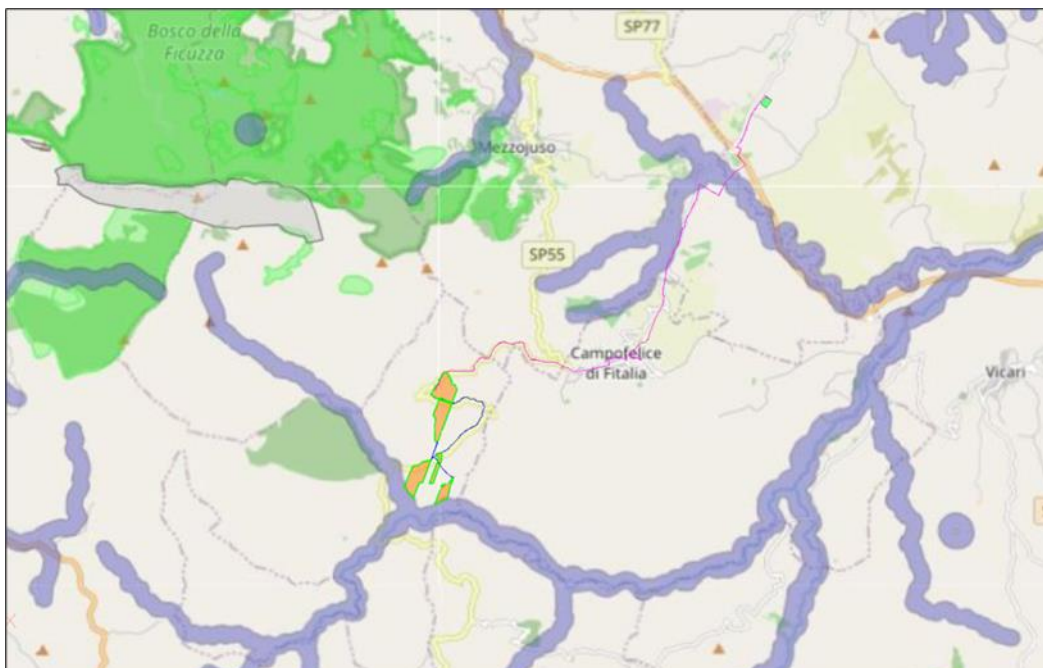 SP77
Bosco della
Ficuzza
Mezzojuso
SP55
Campofelice
di Fitalia
Vicari